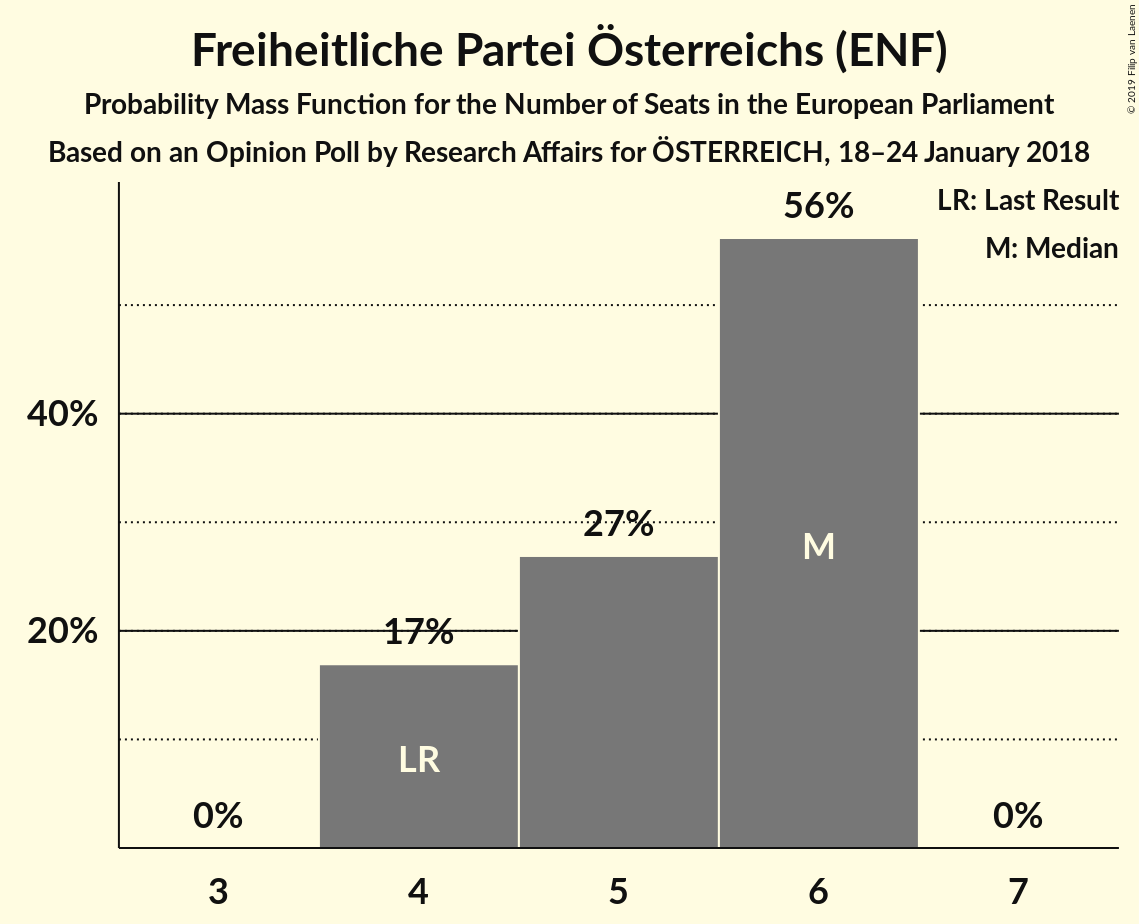 Freiheitliche Partei Österreichs (ENF)
Probability Mass Function for the Number of Seats in the European Parliament
Based on an Opinion Poll by Research Affairs for ÖSTERREICH, 18–24 January 2018
© 2019 Filip van Laenen
LR: Last Result
M: Median
56%
40%
27%
M
20%
17%
LR
0%
0%
3 4 5 6 7